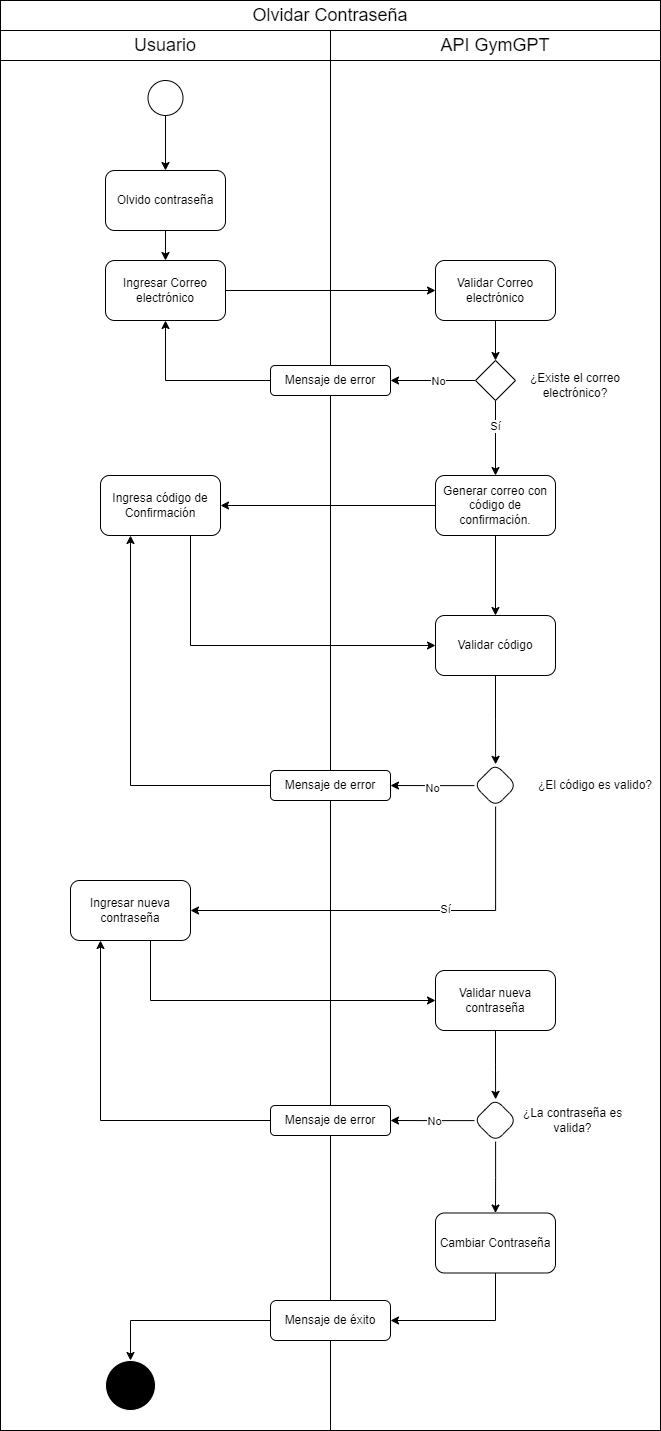 Olvidar Contraseña
Usuario
API GymGPT
Olvido contraseña
Ingresar Correo
electrónico
Validar Correo
electrónico
Mensaje de error
No
¿Existe el correo
electrónico?
Sí
Ingresa código de
Confirmación
Generar correo con
código de
confirmación.
Validar código
Mensaje de error
No
¿El código es valido?
Ingresar nueva
contraseña
Sí
Validar nueva
contraseña
Mensaje de error
No
¿La contraseña es
valida?
Cambiar Contraseña
Mensaje de éxito